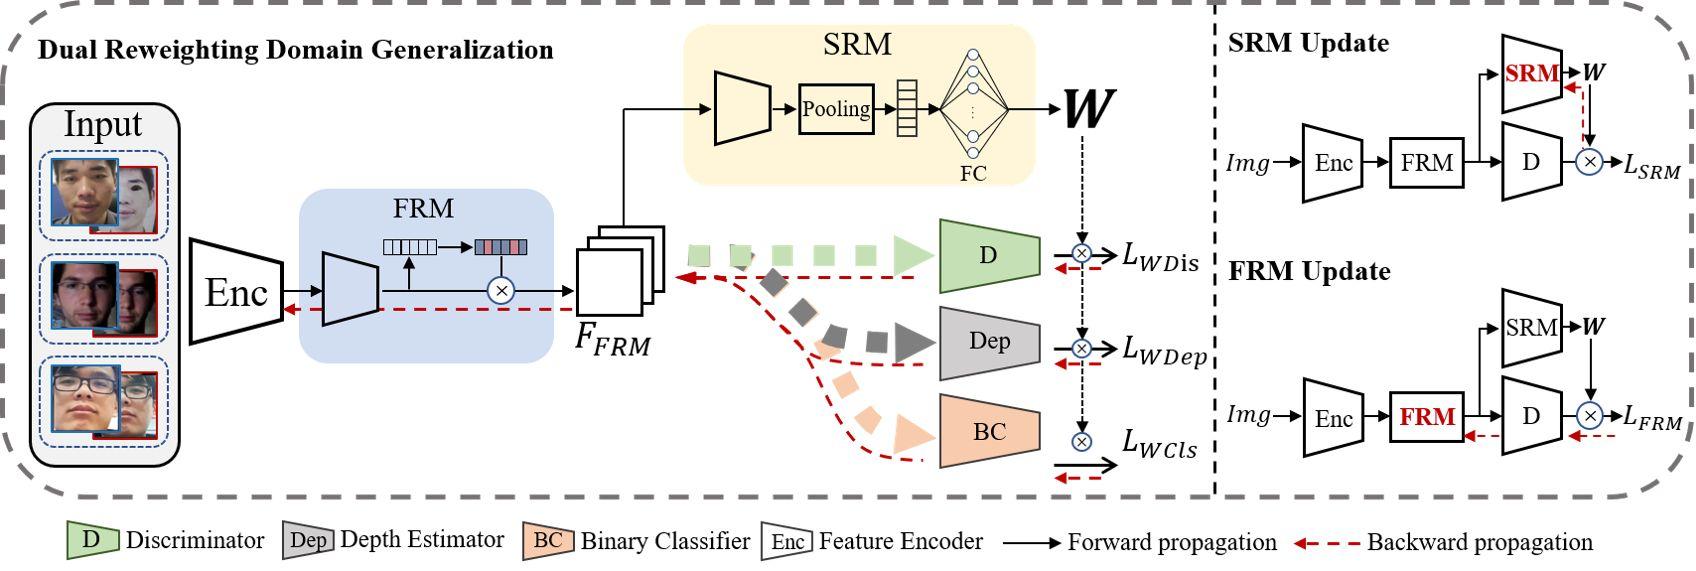 Dual Reweighting Domain Generalization
Input
Enc
FRM
F_{FRM}
SRM
Pooling
FC
W
D
L_{WDis}
Dep
L_{WDep}
BC
L_{WCls}
SRM Update
SRM
W
Img
Enc
FRM
D
L_{SRM}
FRM Update
SRM
W
Img
Enc
FRM
D
L_{FRM}
D Discriminator Dep Depth Estimator BC Binary Classifier Enc Feature Encoder Forward propagation Backward propagation